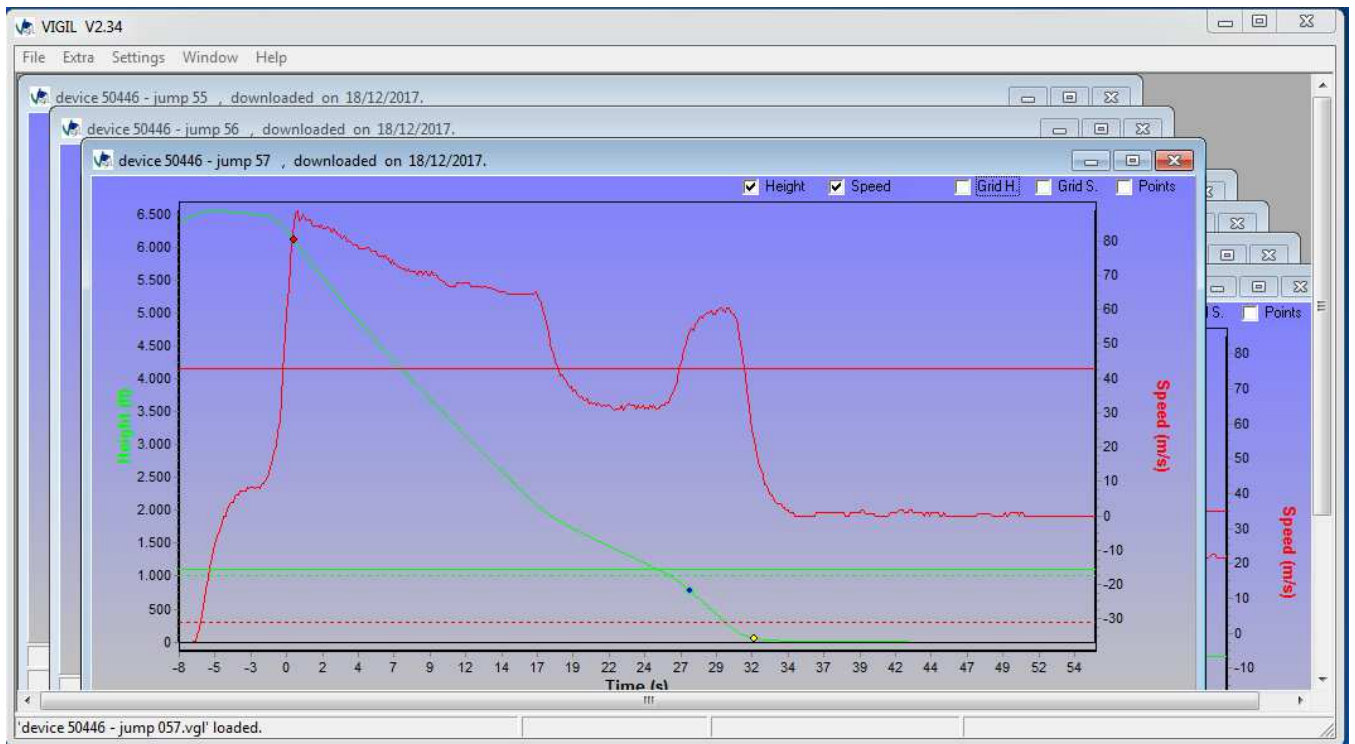 VIGIL V2.34
File Extra Settings Window Help
device 50446 - jump 55 , downloaded on 18/12/2017.
device 50446 - jump 56 , downloaded on 18/12/2017.
device 50446 - jump 57 , downloaded on 18/12/2017.
Height Speed Grid H. Grid S. Points
6.500
6.000
5.500
5.000
4.500
4.000
3.500
3.000
2.500
2.000
1.500
1.000
500
0
Height (ft)
80
70
60
50
40
30
20
10
0
-10
-20
-30
Speed (m/s)
-8 -5 -3 0 2 4 7 9 12 14 17 19 22 24 27 29 32 34 37 39 42 44 47 49 52 54
Time (s)
S. Points
80
70
60
50
40
30
20
10
0
-10
Speed (m/s)
'device 50446 - jump 057.vgl' loaded.